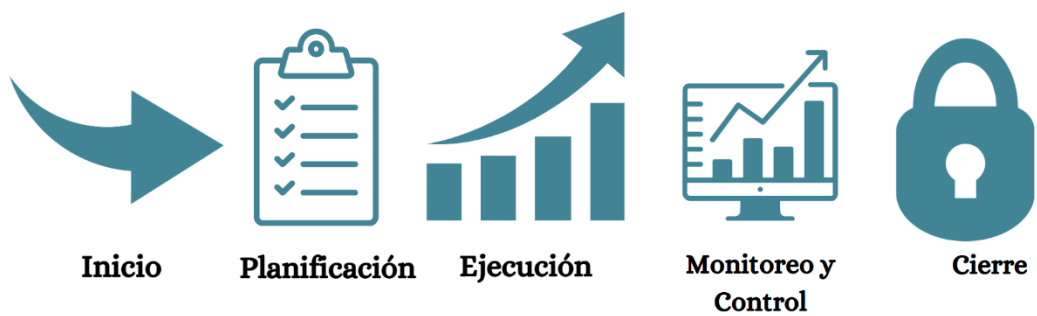 Inicio
Planificación
Ejecución
Monitoreo y
Control
Cierre